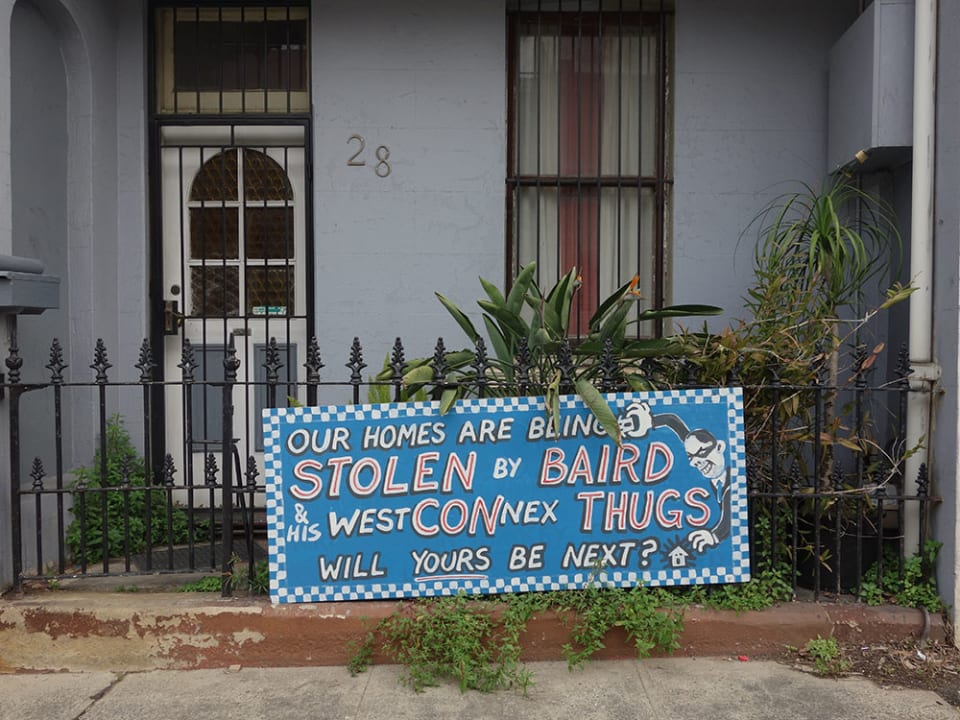 28
OUR HOMES ARE BEING
STOLEN BY BAIRD
& HIS WESTCONNEX THUGS
WILL YOURS BE NEXT?